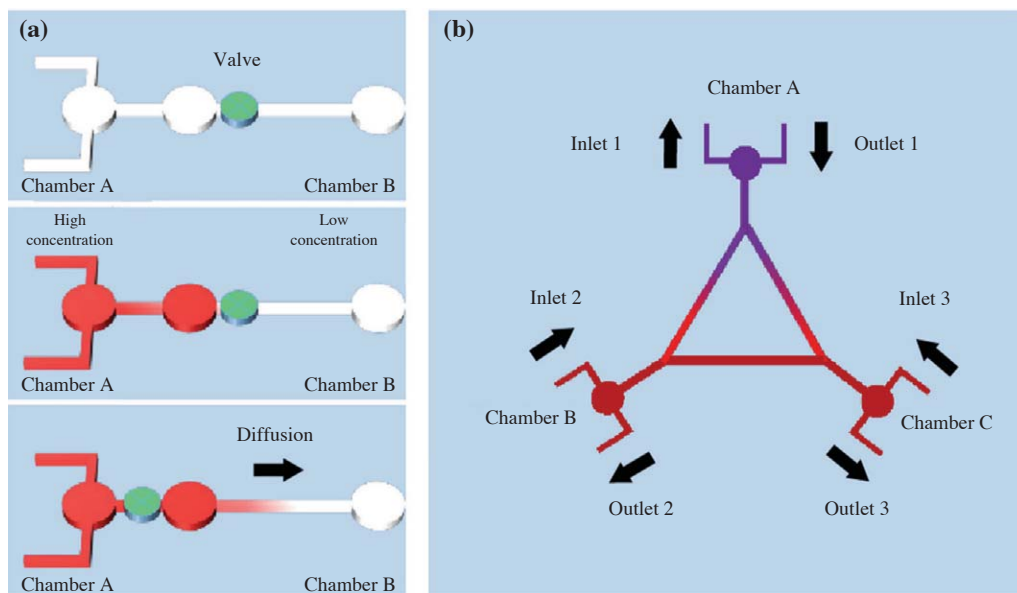 (a)
Valve
Chamber A
Chamber B
High
concentration
Low
concentration
Chamber A
Chamber B
Diffusion
Chamber A
Chamber B
(b)
Chamber A
Inlet 1
Outlet 1
Inlet 2
Inlet 3
Chamber B
Chamber C
Outlet 2
Outlet 3